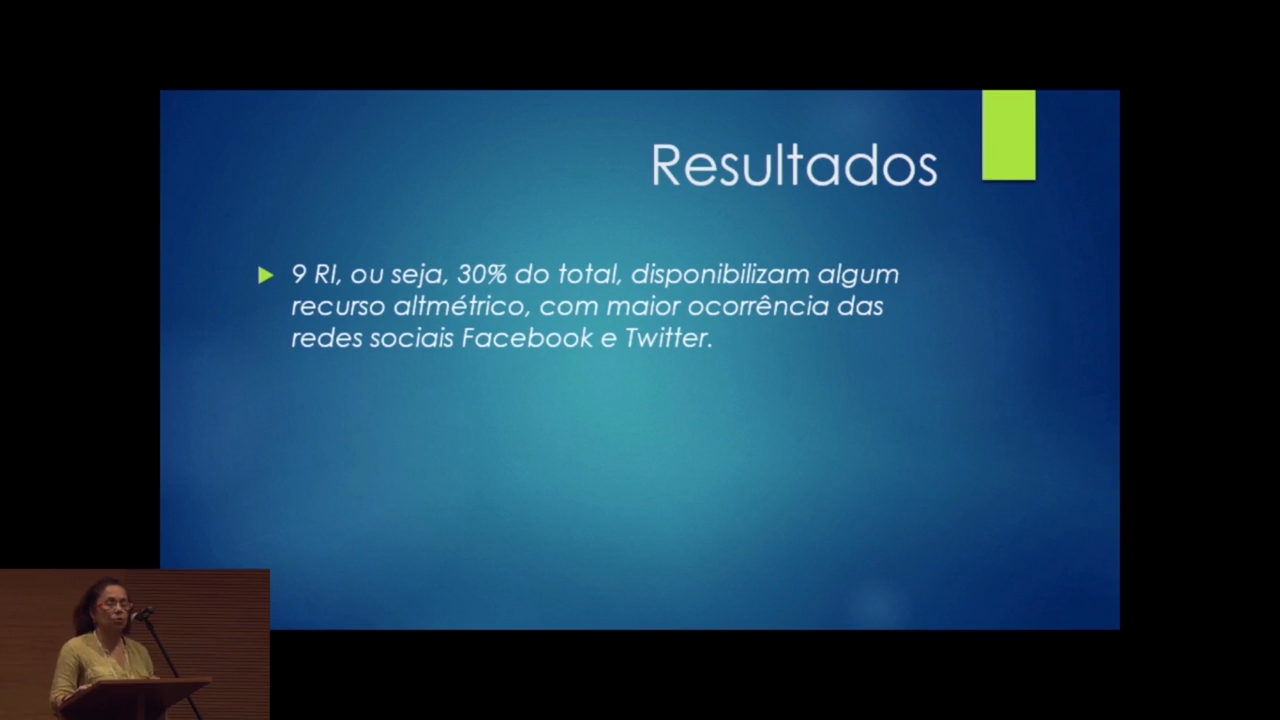 Resultados
9 RI, ou seja, 30% do total, disponibilizam algum
recurso altmétrico, com maior ocorrência das
redes sociais Facebook e Twitter.